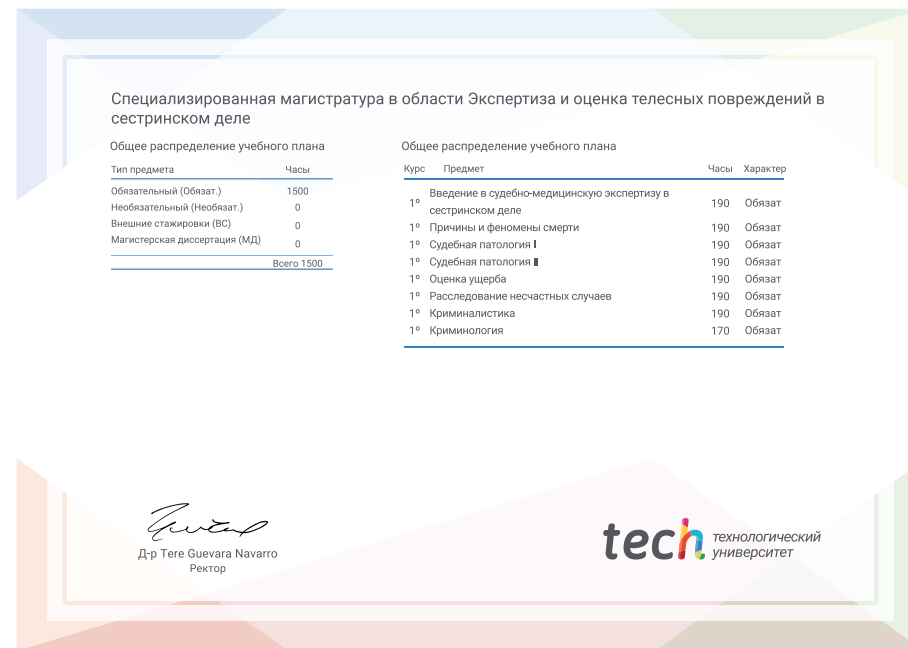 Специализированная магистратура в области Экспертиза и оценка телесных повреждений в
сестринском деле
Общее распределение учебного плана
Тип предмета Часы
Обязательный (Обязат.) 1500
Необязательный (Необязат.) 0
Внешние стажировки (ВС) 0
Магистерская диссертация (МД) 0
Всего 1500
Общее распределение учебного плана
Курс Предмет Часы Характер
1º Введение в судебно-медицинскую экспертизу в
сестринском деле 190 Обязат
1º Причины и феномены смерти 190 Обязат
1º Судебная патология I 190 Обязат
1º Судебная патология II 190 Обязат
1º Оценка ущерба 190 Обязат
1º Расследование несчастных случаев 190 Обязат
1º Криминалистика 190 Обязат
1º Криминология 170 Обязат
Д-р Tere Guevara Navarro
Ректор
tech технологический
университет